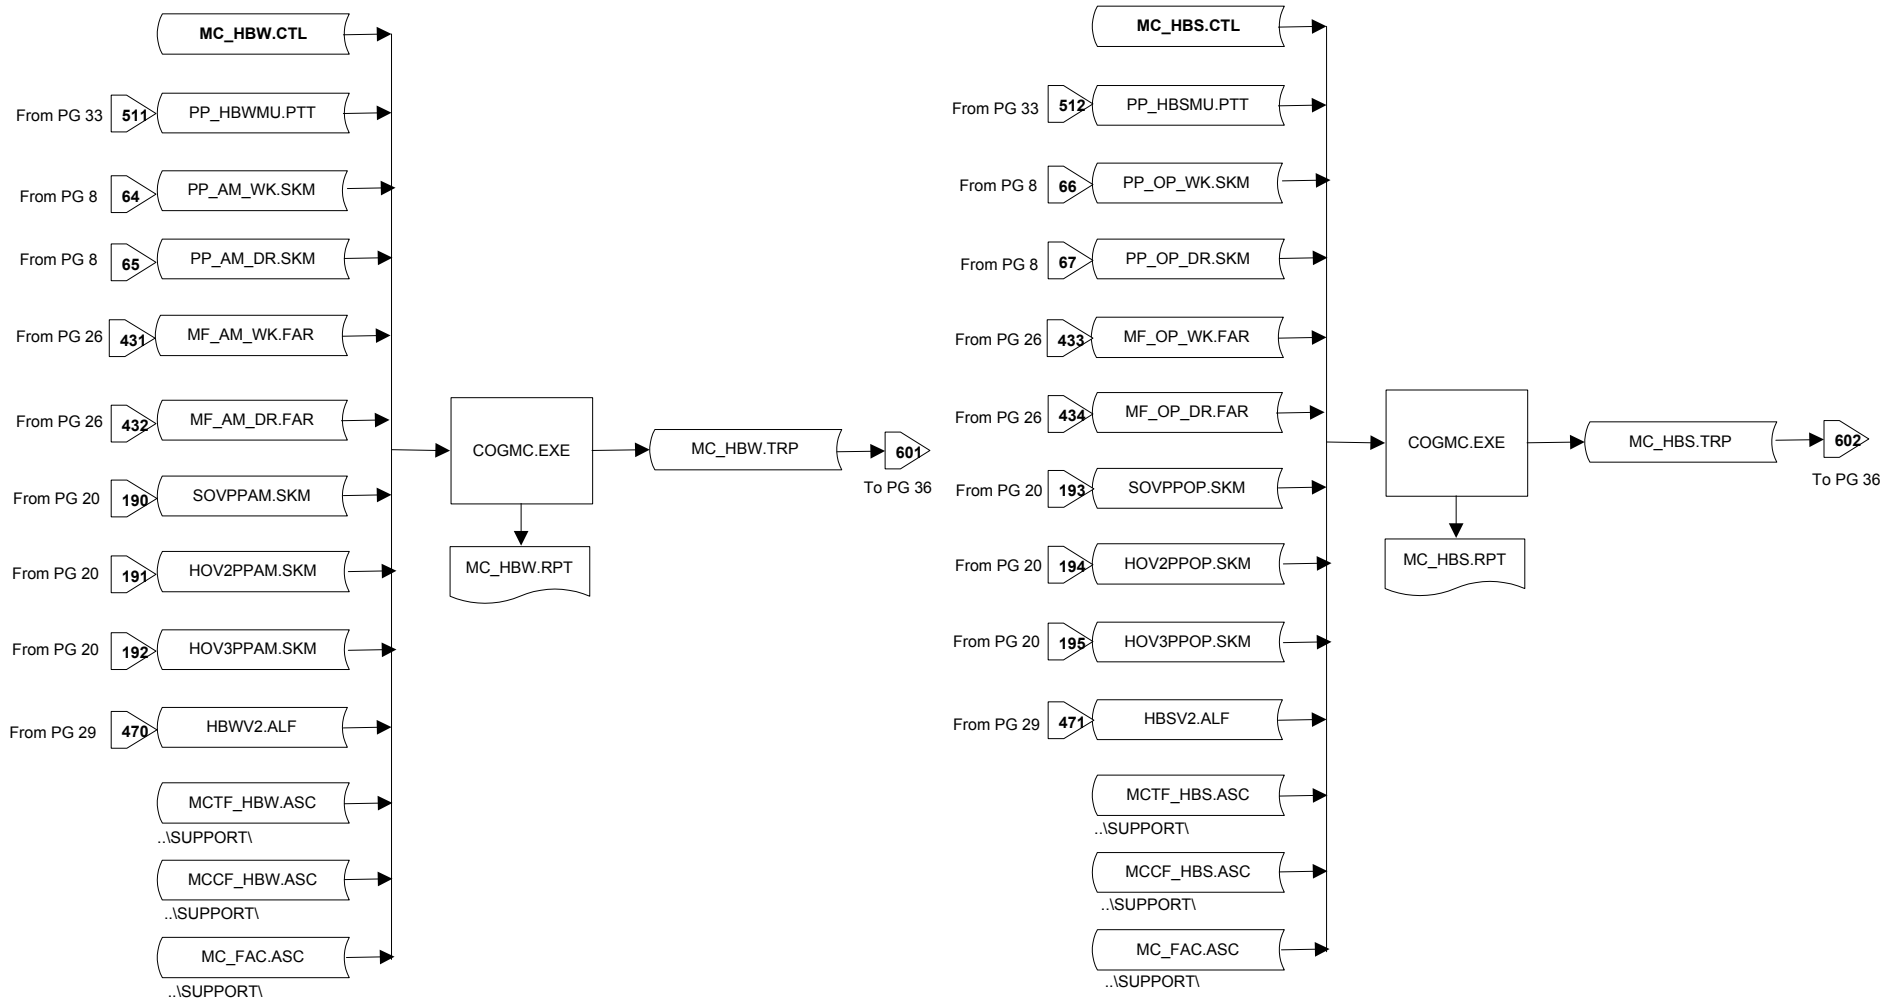 MC_HBW.CTL
From PG 33 511 PP_HBWMU.PTT
From PG 8 64 PP_AM_WK.SKM
From PG 8 65 PP_AM_DR.SKM
From PG 26 431 MF_AM_WK.FAR
From PG 26 432 MF_AM_DR.FAR
COGMC.EXE
MC_HBW.TRP
601
To PG 36
From PG 20 190 SOVPPAM.SKM
MC_HBW.RPT
From PG 20 191 HOV2PPAM.SKM
From PG 20 192 HOV3PPAM.SKM
From PG 29 470 HBWV2.ALF
MCTF_HBW.ASC
..\SUPPORT\
MCCF_HBW.ASC
..\SUPPORT\
MC_FAC.ASC
..\SUPPORT\
MC_HBS.CTL
From PG 33 512 PP_HBSMU.PTT
From PG 8 66 PP_OP_WK.SKM
From PG 8 67 PP_OP_DR.SKM
From PG 26 433 MF_OP_WK.FAR
From PG 26 434 MF_OP_DR.FAR
COGMC.EXE
MC_HBS.TRP
602
To PG 36
From PG 20 193 SOVPPOP.SKM
MC_HBS.RPT
From PG 20 194 HOV2PPOP.SKM
From PG 20 195 HOV3PPOP.SKM
From PG 29 471 HBSV2.ALF
MCTF_HBS.ASC
..\SUPPORT\
MCCF_HBS.ASC
..\SUPPORT\
MC_FAC.ASC
..\SUPPORT\